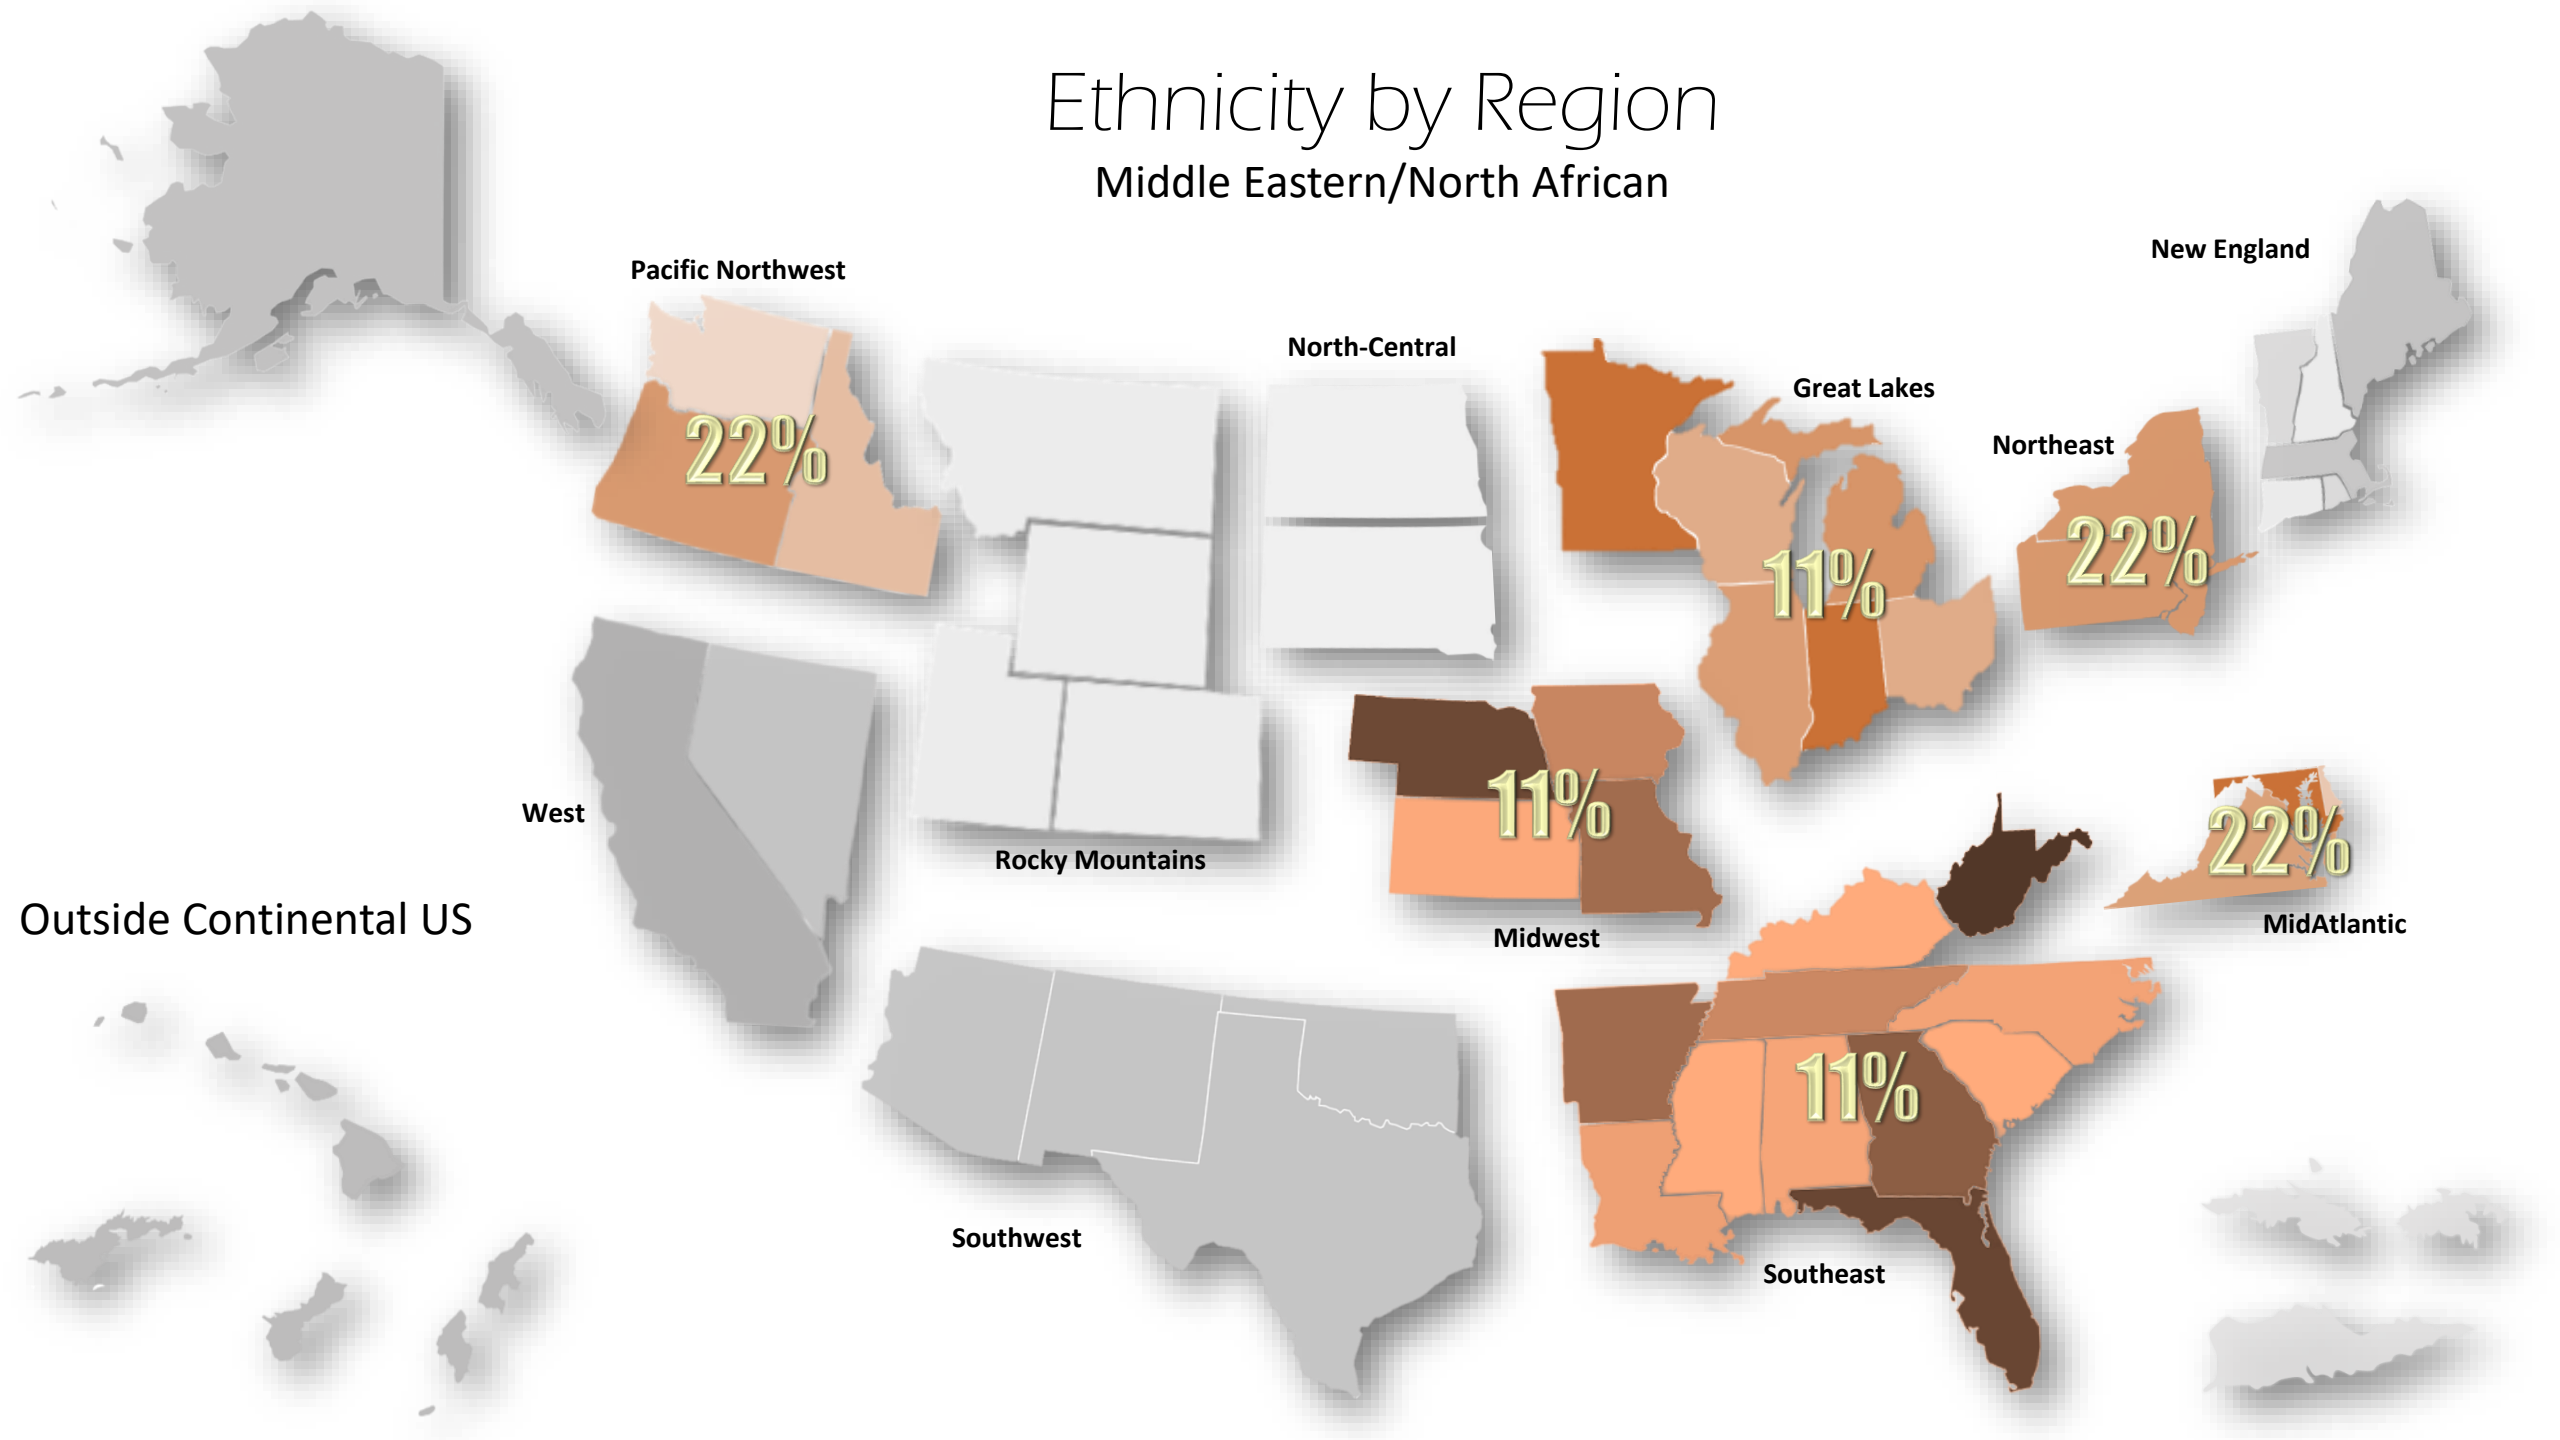 Ethnicity by Region
Middle Eastern/North African
New England
Pacific Northwest
North-Central
Great Lakes
Northeast
22%
22%
11%
11%
West
Rocky Mountains
22%
Outside Continental US
Midwest
MidAtlantic
11%
Southwest
Southeast